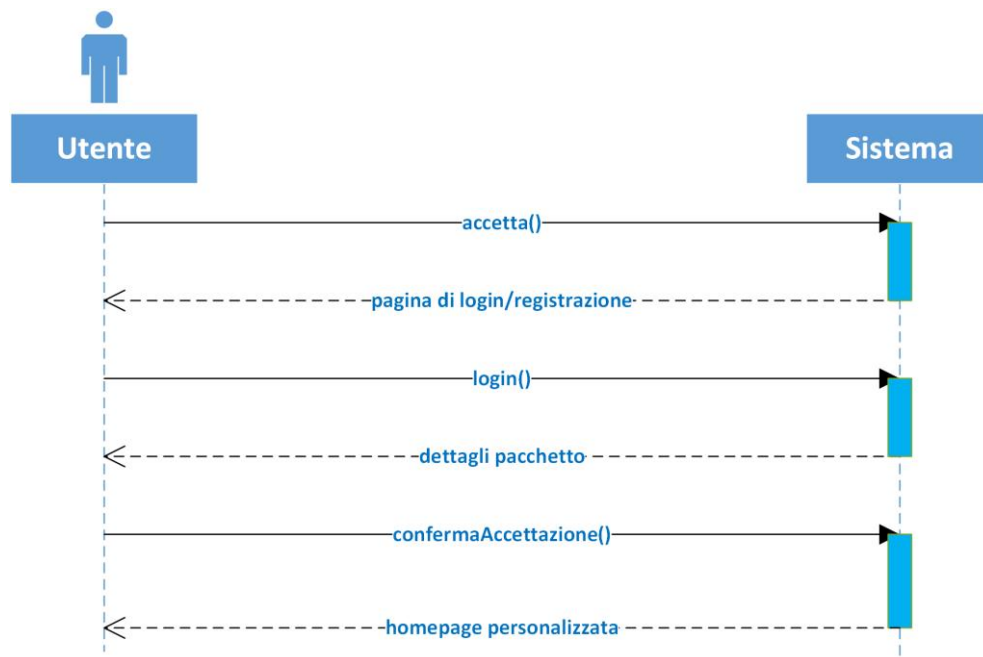 Utente
Sistema
accetta()
pagina di login/registrazione
login()
dettagli pacchetto
confermaAccettazione()
homepage personalizzata